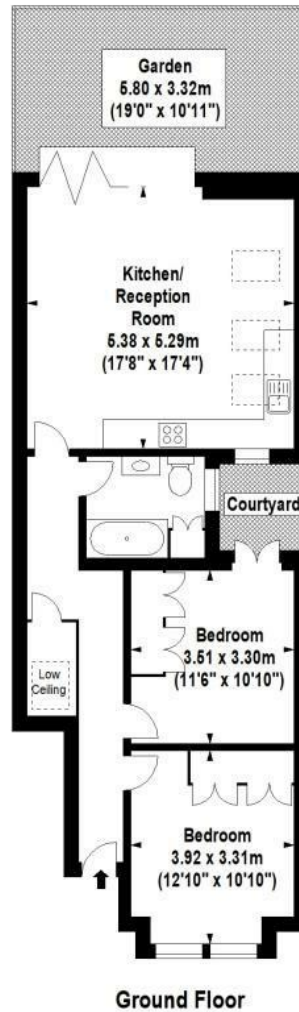 Garden
5.80 x 3.32m
(19'0" x 10'11")
Kitchen/
Reception
Room
5.38 x 5.29m
(17'8" x 17'4")
Courtyard
Bedroom
3.51 x 3.30m
(11'6" x 10'10")
Low
Ceiling
Bedroom
3.92 x 3.31m
(12'10" x 10'10")
Ground Floor